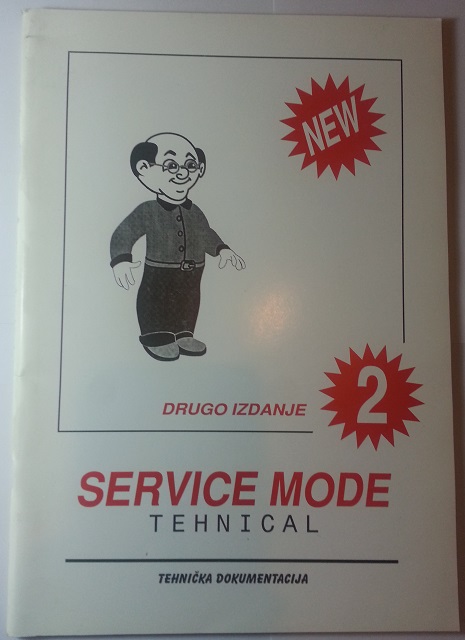 NEW
DRUGO IZDANJE
2
SERVICE MODE
TEHNICAL
TEHNIČKA DOKUMENTACIJA